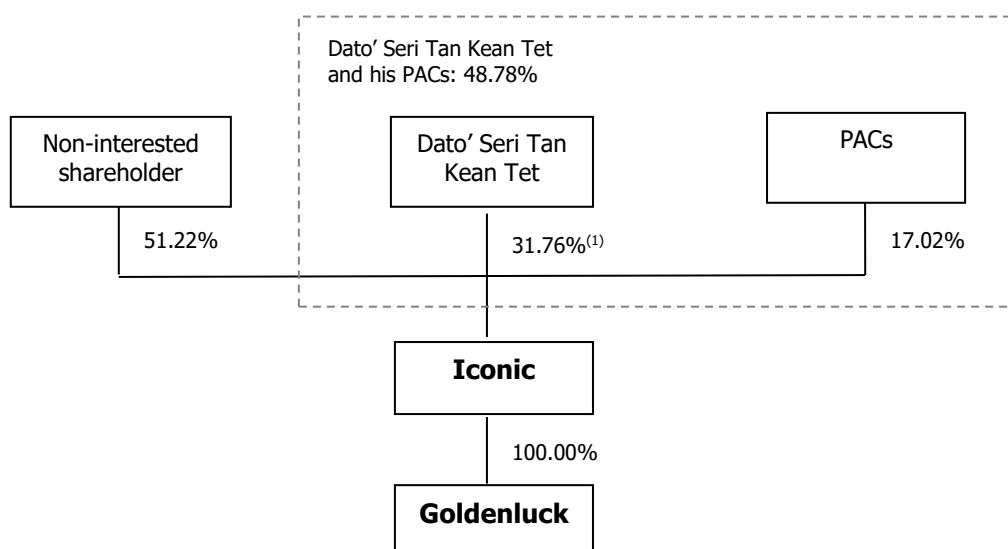 Dato’ Seri Tan Kean Tet
and his PACs: 48.78%
Non-interested
shareholder
Dato’ Seri Tan
Kean Tet
PACs
51.22%
31.76%(1)
17.02%
Iconic
100.00%
Goldenluck